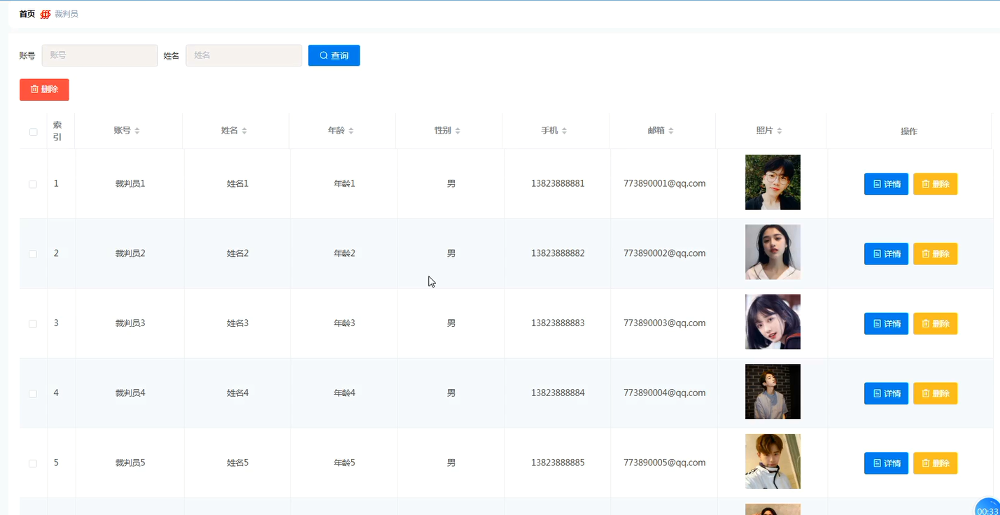 首页 裁判员
账号 账号 姓名 姓名 查询
删除
索引 账号 姓名 年龄 性别 手机 邮箱 照片 操作
1 裁判员1 姓名1 年龄1 男 13823888881 773890001@qq.com 详情 删除
2 裁判员2 姓名2 年龄2 男 13823888882 773890002@qq.com 详情 删除
3 裁判员3 姓名3 年龄3 男 13823888883 773890003@qq.com 详情 删除
4 裁判员4 姓名4 年龄4 男 13823888884 773890004@qq.com 详情 删除
5 裁判员5 姓名5 年龄5 男 13823888885 773890005@qq.com 详情 删除
00:33